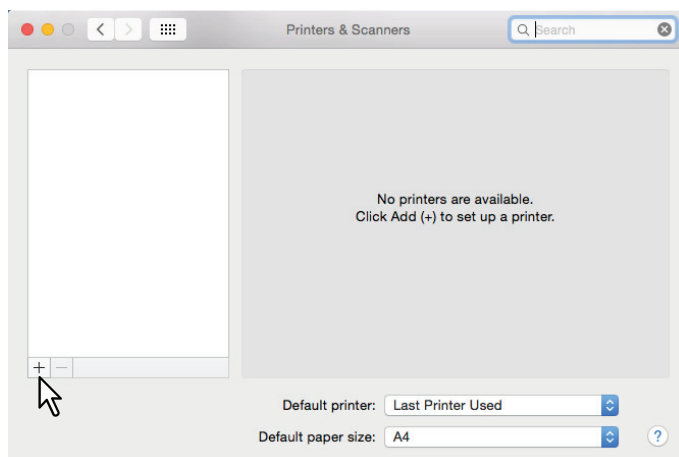 Printers & Scanners
Search
No printers are available.
Click Add (+) to set up a printer.
+ −
Default printer: Last Printer Used
Default paper size: A4
?